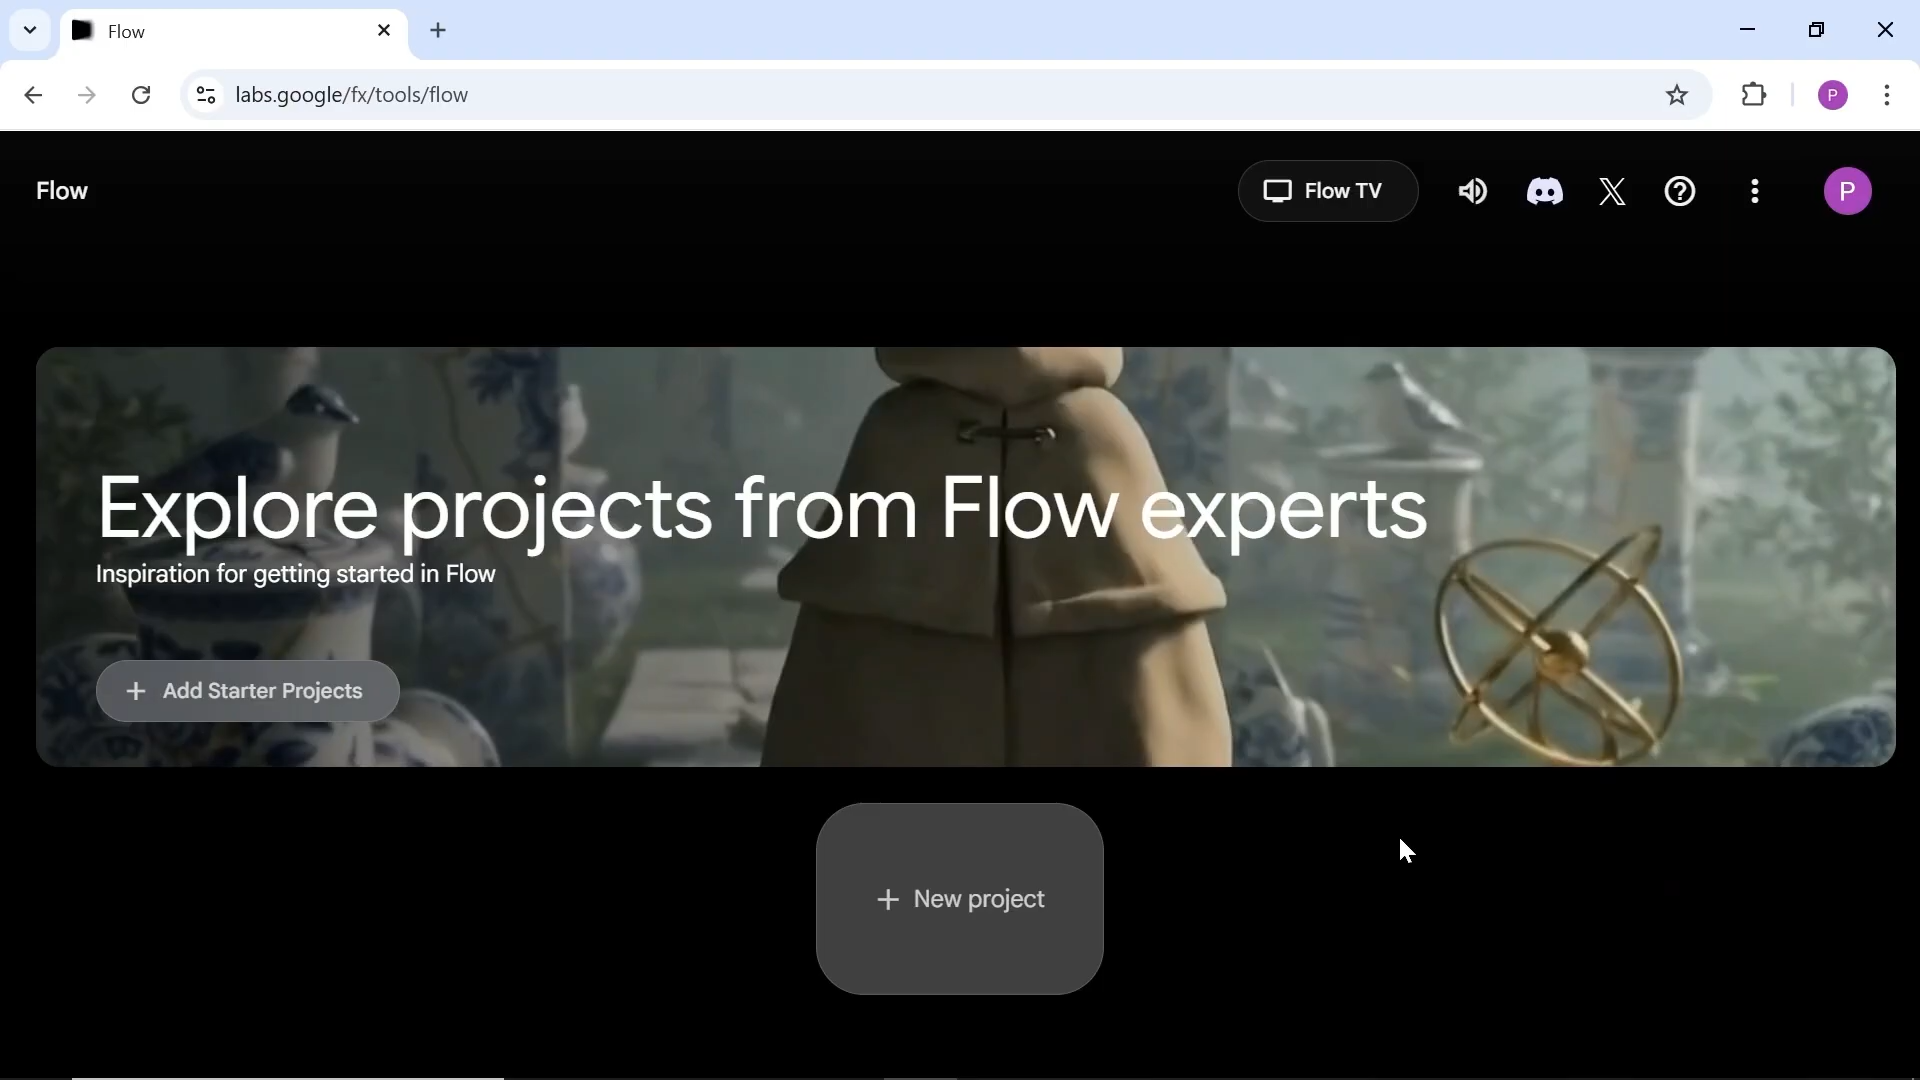 Flow
labs.google/fx/tools/flow
P
Flow
Flow TV
P
Explore projects from Flow experts
Inspiration for getting started in Flow
+ Add Starter Projects
+ New project